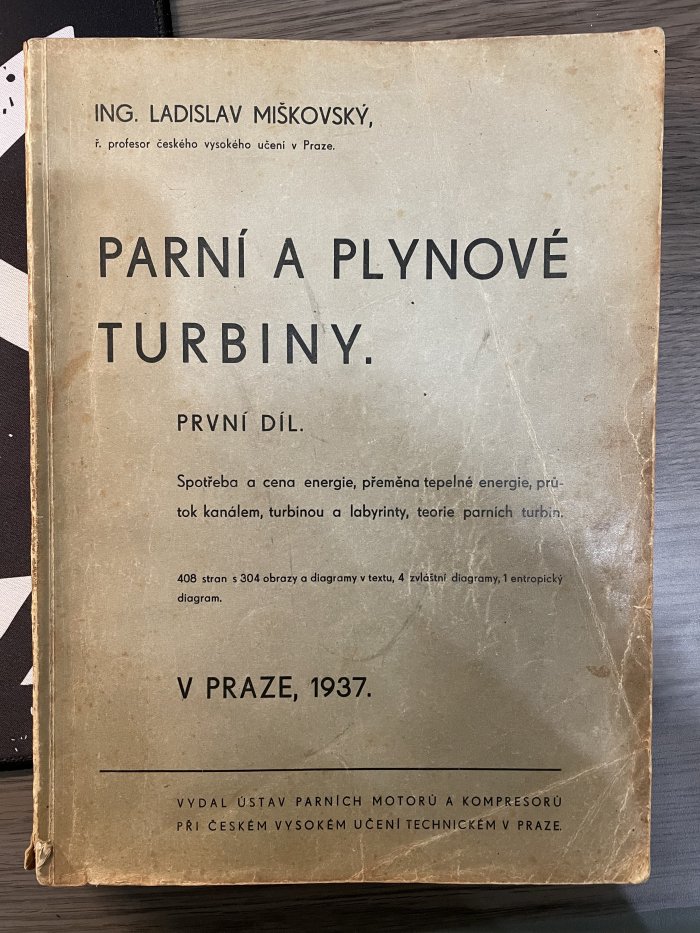 ING. LADISLAV MIŠKOVSKÝ,
ř. profesor českého vysokého učení v Praze.
PARNÍ A PLYNOVÉ
TURBINY.
PRVNÍ DÍL.
Spotřeba a cena energie, přeměna tepelné energie, prů-
tok kanálem, turbinou a labyrinty, teorie parních turbin.
408 stran s 304 obrazy a diagramy v textu, 4 zvláštní diagramy, 1 entropický
diagram.
V PRAZE, 1937.
VYDAL ÚSTAV PARNÍCH MOTORŮ A KOMPRESORŮ
PŘI ČESKÉM VYSOKÉM UČENÍ TECHNICKÉM V PRAZE.